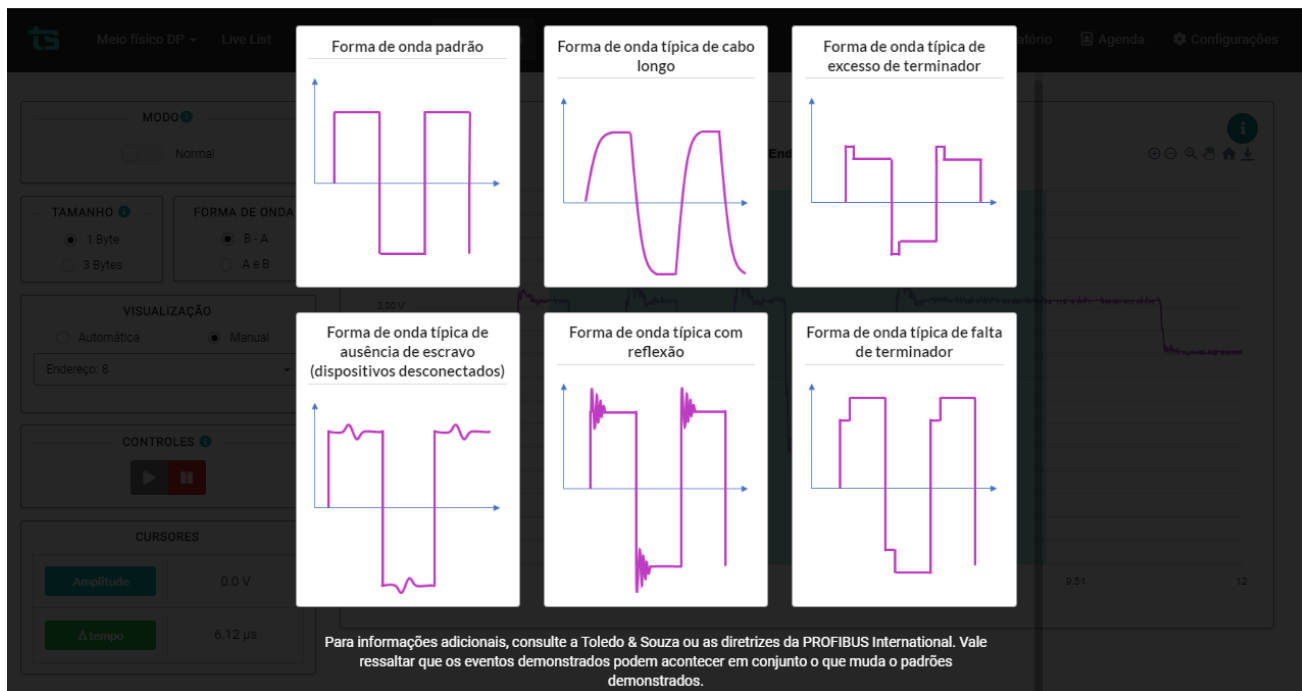 ts
Meio físico DP
Live List
atório
Agenda
Configurações
Forma de onda padrão
Forma de onda típica de cabo
longo
Forma de onda típica de
excesso de terminador
MODO
Normal
End
TAMANHO
FORMA DE ONDA
1 Byte
B - A
3 Bytes
A e B
3.00 V
VISUALIZAÇÃO
Automática
Manual
Endereço: 8
Forma de onda típica de
ausência de escravo
(dispositivos desconectados)
Forma de onda típica com
reflexão
Forma de onda típica de falta
de terminador
CONTROLES
CURSORES
Amplitude
0.0 V
Δ tempo
6.12 µs
9.51
12
Para informações adicionais, consulte a Toledo & Souza ou as diretrizes da PROFIBUS International. Vale
ressaltar que os eventos demonstrados podem acontecer em conjunto o que muda o padrões
demonstrados.